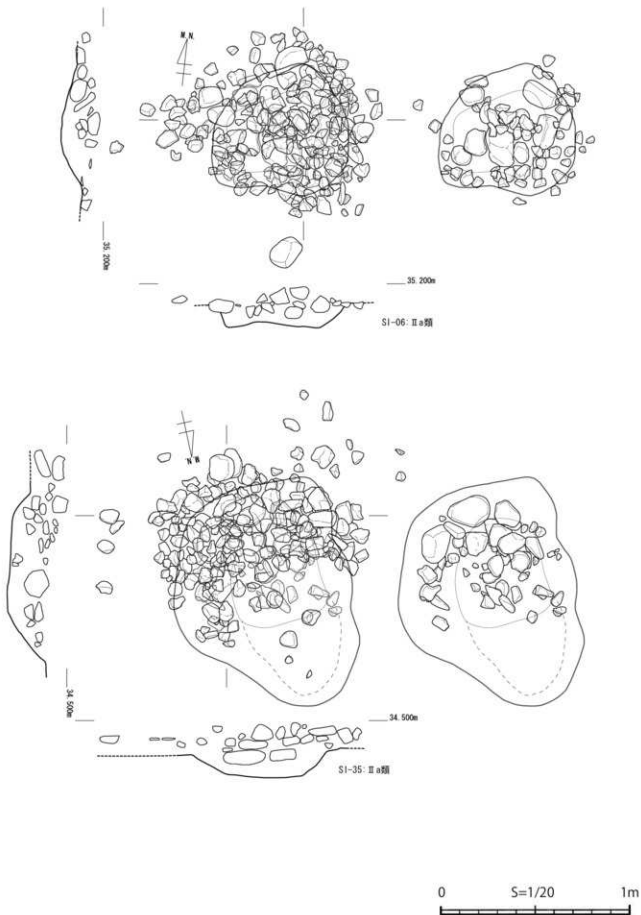 M.N.
35.200m
35.200m
SI-06:Ⅱa類
M.N.
34.500m
34.500m
SI-35:Ⅱa類
0 S=1/20 1m